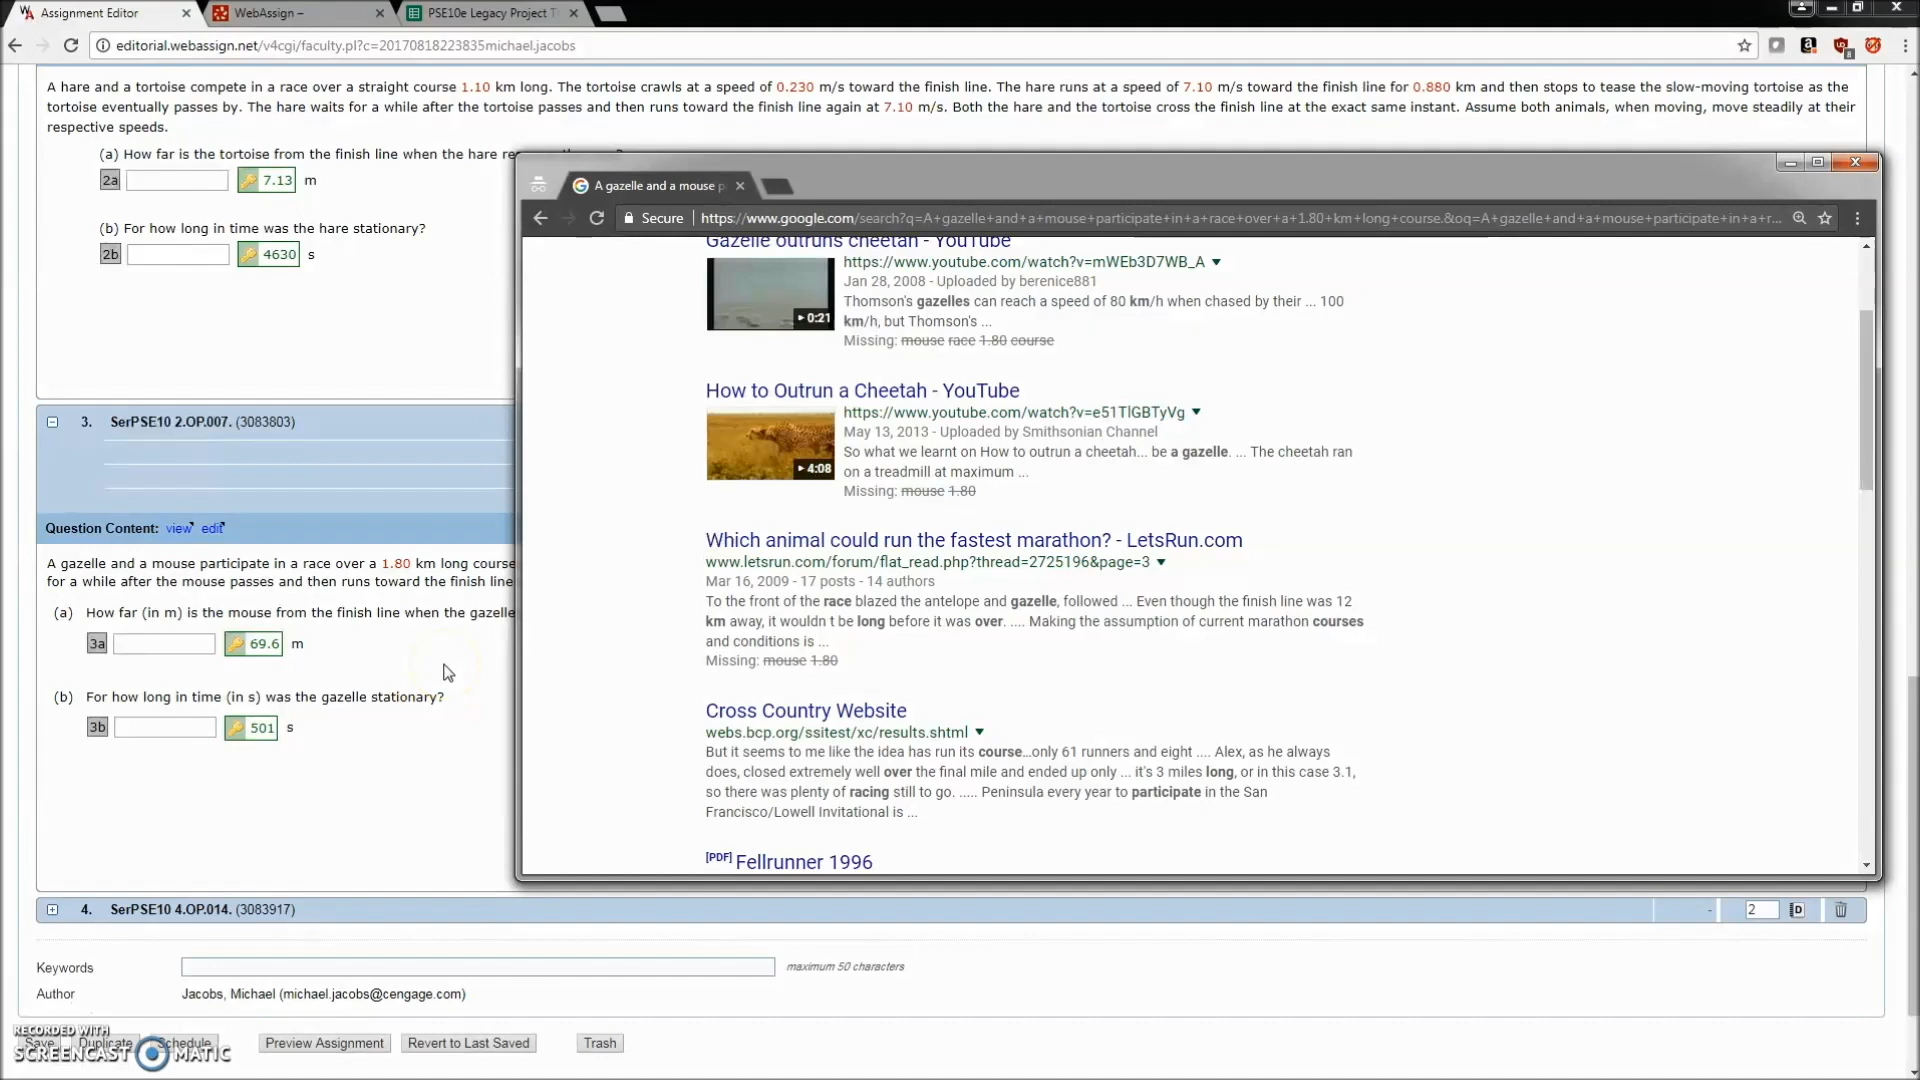 Assignment Editor
WebAssign –
PSE10e Legacy Project T
editorial.webassign.net/v4cgi/faculty.pl?c=20170818223835michael.jacobs
A hare and a tortoise compete in a race over a straight course 1.10 km long. The tortoise crawls at a speed of 0.230 m/s toward the finish line. The hare runs at a speed of 7.10 m/s toward the finish line for 0.880 km and then stops to tease the slow-moving tortoise as the
tortoise eventually passes by. The hare waits for a while after the tortoise passes and then runs toward the finish line again at 7.10 m/s. Both the hare and the tortoise cross the finish line at the exact same instant. Assume both animals, when moving, move steadily at their
respective speeds.
(a) How far is the tortoise from the finish line when the hare
2a 7.13 m
(b) For how long in time was the hare stationary?
2b 4630 s
3. SerPSE10 2.OP.007. (3083803)
Question Content: view edit
A gazelle and a mouse participate in a race over a 1.80 km long course
for a while after the mouse passes and then runs toward the finish line
(a) How far (in m) is the mouse from the finish line when the gazelle
3a 69.6 m
(b) For how long in time (in s) was the gazelle stationary?
3b 501 s
4. SerPSE10 4.OP.014. (3083917)
- 2 D
Keywords
maximum 50 characters
Author Jacobs, Michael (michael.jacobs@cengage.com)
Save Duplicate Schedule Preview Assignment Revert to Last Saved Trash
RECORDED WITH
SCREENCAST MATIC
A gazelle and a mouse p
Secure https://www.google.com/search?q=A+gazelle+and+a+mouse+participate+in+a+race+over+a+1.80+km+long+course.&oq=A+gazelle+and+a+mouse+participate+in+a+r...
Gazelle outruns cheetah - YouTube
https://www.youtube.com/watch?v=mWEb3D7WB_A
Jan 28, 2008 - Uploaded by berenice881
Thomson's gazelles can reach a speed of 80 km/h when chased by their ... 100
km/h, but Thomson's ...
0:21
Missing: mouse race 1.80 course
How to Outrun a Cheetah - YouTube
https://www.youtube.com/watch?v=e51TlGBTyVg
May 13, 2013 - Uploaded by Smithsonian Channel
So what we learnt on How to outrun a cheetah... be a gazelle. ... The cheetah ran
on a treadmill at maximum ...
4:08
Missing: mouse 1.80
Which animal could run the fastest marathon? - LetsRun.com
www.letsrun.com/forum/flat_read.php?thread=2725196&page=3
Mar 16, 2009 - 17 posts - 14 authors
To the front of the race blazed the antelope and gazelle, followed ... Even though the finish line was 12
km away, it wouldn t be long before it was over. .... Making the assumption of current marathon courses
and conditions is ...
Missing: mouse 1.80
Cross Country Website
webs.bcp.org/ssitest/xc/results.shtml
But it seems to me like the idea has run its course...only 61 runners and eight .... Alex, as he always
does, closed extremely well over the final mile and ended up only ... it's 3 miles long, or in this case 3.1,
so there was plenty of racing still to go. ..... Peninsula every year to participate in the San
Francisco/Lowell Invitational is ...
[PDF] Fellrunner 1996